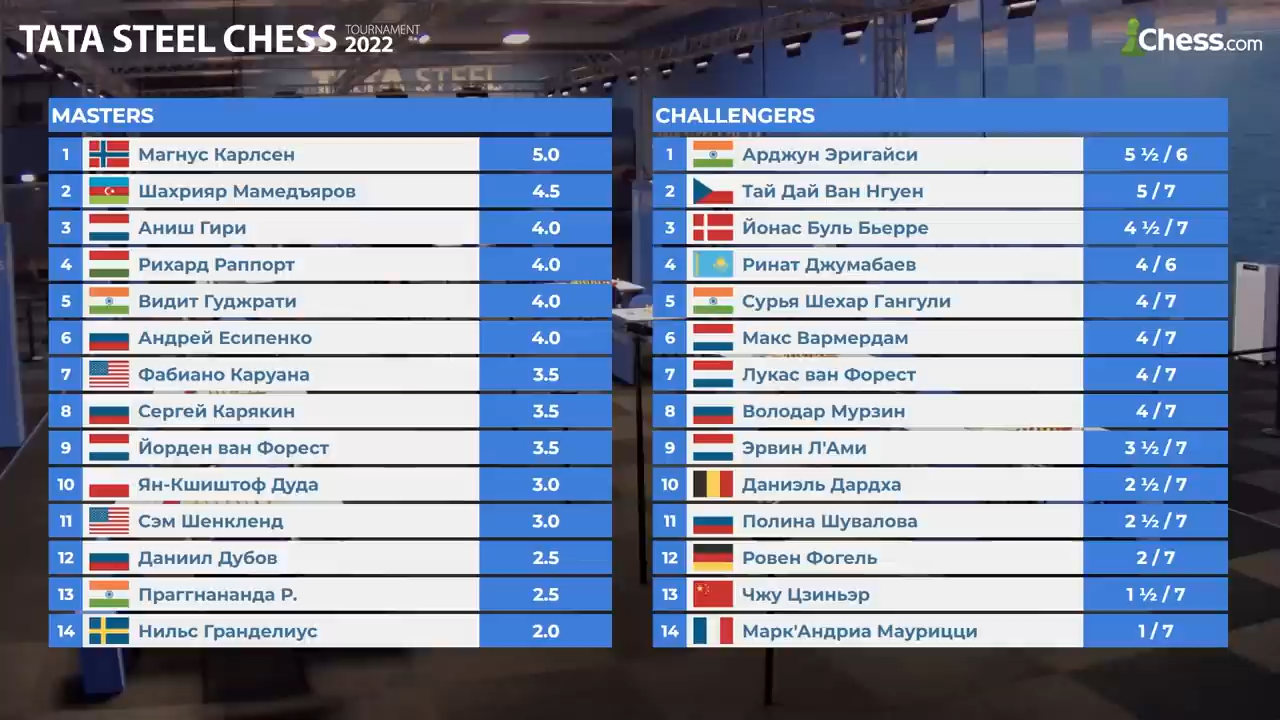 TATA STEEL CHESS TOURNAMENT 2022
Chess.com
TATA STEEL
MASTERS
1 Магнус Карлсен 5.0
2 Шахрияр Мамедъяров 4.5
3 Аниш Гири 4.0
4 Рихард Раппорт 4.0
5 Видит Гуджрати 4.0
6 Андрей Есипенко 4.0
7 Фабиано Каруана 3.5
8 Сергей Карякин 3.5
9 Йорден ван Форест 3.5
10 Ян-Кшиштоф Дуда 3.0
11 Сэм Шенкленд 3.0
12 Даниил Дубов 2.5
13 Праггнананда Р. 2.5
14 Нильс Гранделиус 2.0
CHALLENGERS
1 Арджун Эригайси 5 ½ / 6
2 Тай Дай Ван Нгуен 5 / 7
3 Йонас Буль Бьерре 4 ½ / 7
4 Ринат Джумабаев 4 / 6
5 Сурья Шехар Гангули 4 / 7
6 Макс Вармердам 4 / 7
7 Лукас ван Форест 4 / 7
8 Володар Мурзин 4 / 7
9 Эрвин Л'Ами 3 ½ / 7
10 Даниэль Дардха 2 ½ / 7
11 Полина Шувалова 2 ½ / 7
12 Ровен Фогель 2 / 7
13 Чжу Цзиньэр 1 ½ / 7
14 Марк'Андриа Маурицци 1 / 7